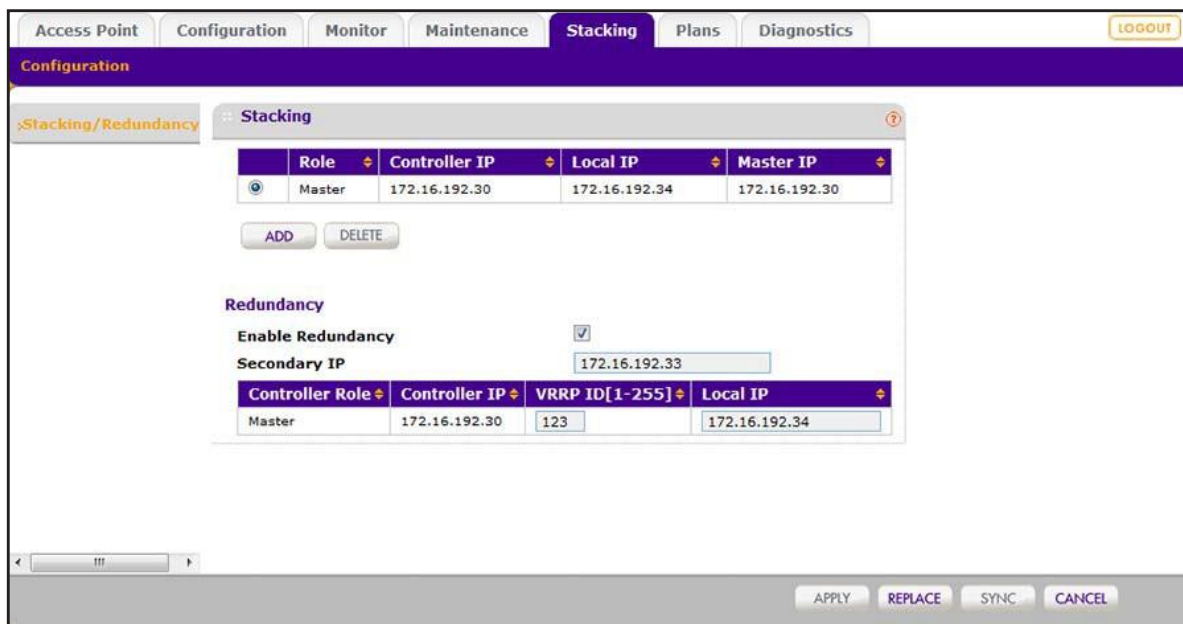 Access Point Configuration Monitor Maintenance Stacking Plans Diagnostics LOGOUT
Configuration
Stacking/Redundancy
Stacking ?
Role Controller IP Local IP Master IP
Master 172.16.192.30 172.16.192.34 172.16.192.30
ADD DELETE
Redundancy
Enable Redundancy
Secondary IP 172.16.192.33
Controller Role Controller IP VRRP ID[1-255] Local IP
Master 172.16.192.30 123 172.16.192.34
APPLY REPLACE SYNC CANCEL